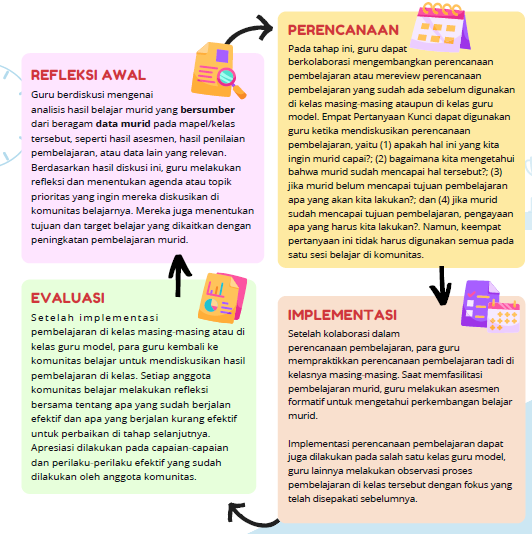 REFLEKSI AWAL
Guru berdiskusi mengenai
analisis hasil belajar murid yang bersumber
dari beragam data murid pada mapel/kelas
tersebut, seperti hasil asesmen, hasil penilaian
pembelajaran, atau data lain yang relevan.
Berdasarkan hasil diskusi ini, guru melakukan
refleksi dan menentukan agenda atau topik
prioritas yang ingin mereka diskusikan di
komunitas belajarnya. Mereka juga menentukan
tujuan dan target belajar yang dikaitkan dengan
peningkatan pembelajaran murid.
PERENCANAAN
Pada tahap ini, guru dapat
berkolaborasi mengembangkan perencanaan
pembelajaran atau mereview perencanaan
pembelajaran yang sudah ada sebelum digunakan
di kelas masing-masing ataupun di kelas guru
model. Empat Pertanyaan Kunci dapat digunakan
guru ketika mendiskusikan perencanaan
pembelajaran, yaitu (1) apakah hal ini yang kita
ingin murid capai?; (2) bagaimana kita mengetahui
bahwa murid sudah mencapai hal tersebut?; (3)
jika murid belum mencapai tujuan pembelajaran
apa yang akan kita lakukan?; dan (4) jika murid
sudah mencapai tujuan pembelajaran, pengayaan
apa yang harus kita lakukan?. Namun, keempat
pertanyaan ini tidak harus digunakan semua pada
satu sesi belajar di komunitas.
IMPLEMENTASI
Setelah kolaborasi dalam
perencanaan pembelajaran, para guru
mempraktikkan perencanaan pembelajaran tadi di
kelasnya masing-masing. Saat memfasilitasi
pembelajaran murid, guru melakukan asesmen
formatif untuk mengetahui perkembangan belajar
murid.
Implementasi perencanaan pembelajaran dapat
juga dilakukan pada salah satu kelas guru model,
guru lainnya melakukan observasi proses
pembelajaran di kelas tersebut dengan fokus yang
telah disepakati sebelumnya.
EVALUASI
Setelah implementasi
pembelajaran di kelas masing-masing atau di
kelas guru model, para guru kembali ke
komunitas belajar untuk mendiskusikan hasil
pembelajaran di kelas. Setiap anggota
komunitas belajar melakukan refleksi
bersama tentang apa yang sudah berjalan
efektif dan apa yang berjalan kurang efektif
untuk perbaikan di tahap selanjutnya.
Apresiasi dilakukan pada capaian-capaian
dan perilaku-perilaku efektif yang sudah
dilakukan oleh anggota komunitas.